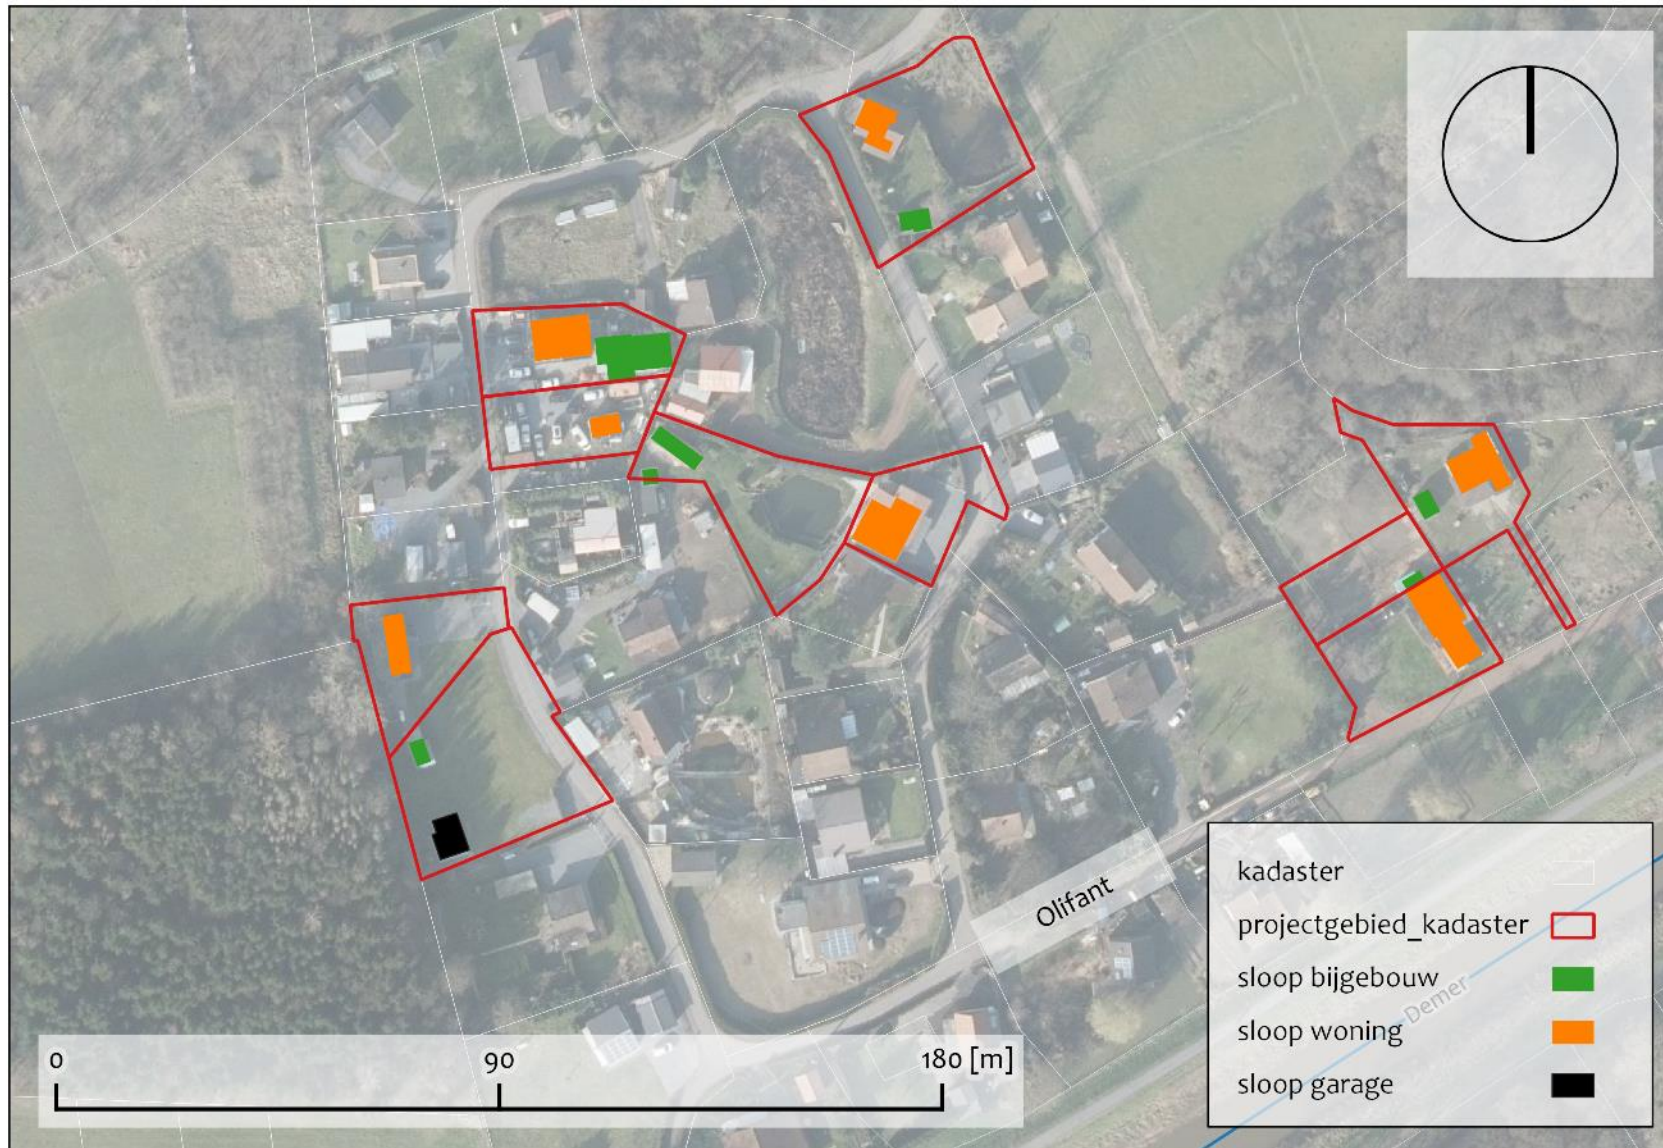 Olifant
Demer
kadaster
projectgebied_kadaster
sloop bijgebouw
sloop woning
sloop garage
0 90 180 [m]